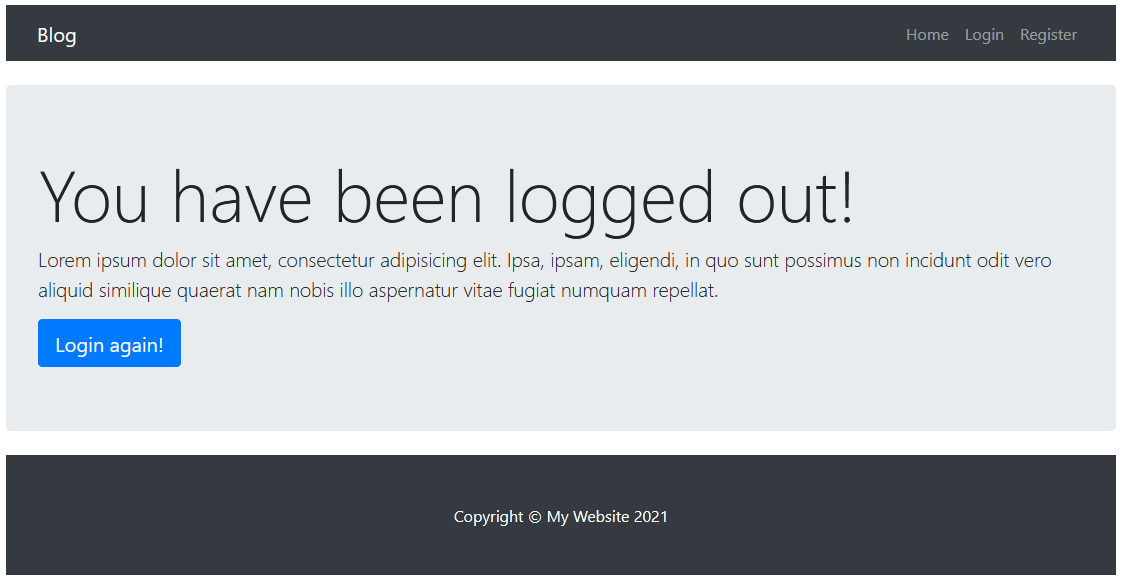 Blog
Home Login Register
You have been logged out!
Lorem ipsum dolor sit amet, consectetur adipisicing elit. Ipsa, ipsam, eligendi, in quo sunt possimus non incidunt odit vero
aliquid similique quaerat nam nobis illo aspernatur vitae fugiat numquam repellat.
Login again!
Copyright © My Website 2021